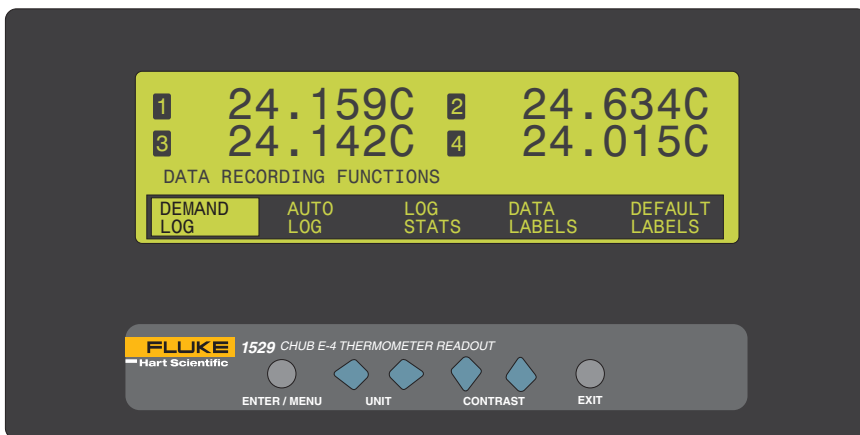 1 24.159C 2 24.634C
3 24.142C 4 24.015C
DATA RECORDING FUNCTIONS
DEMAND AUTO LOG DATA DEFAULT
LOG LOG STATS LABELS LABELS
FLUKE 1529 CHUB E-4 THERMOMETER READOUT
Hart Scientific
ENTER / MENU UNIT CONTRAST EXIT